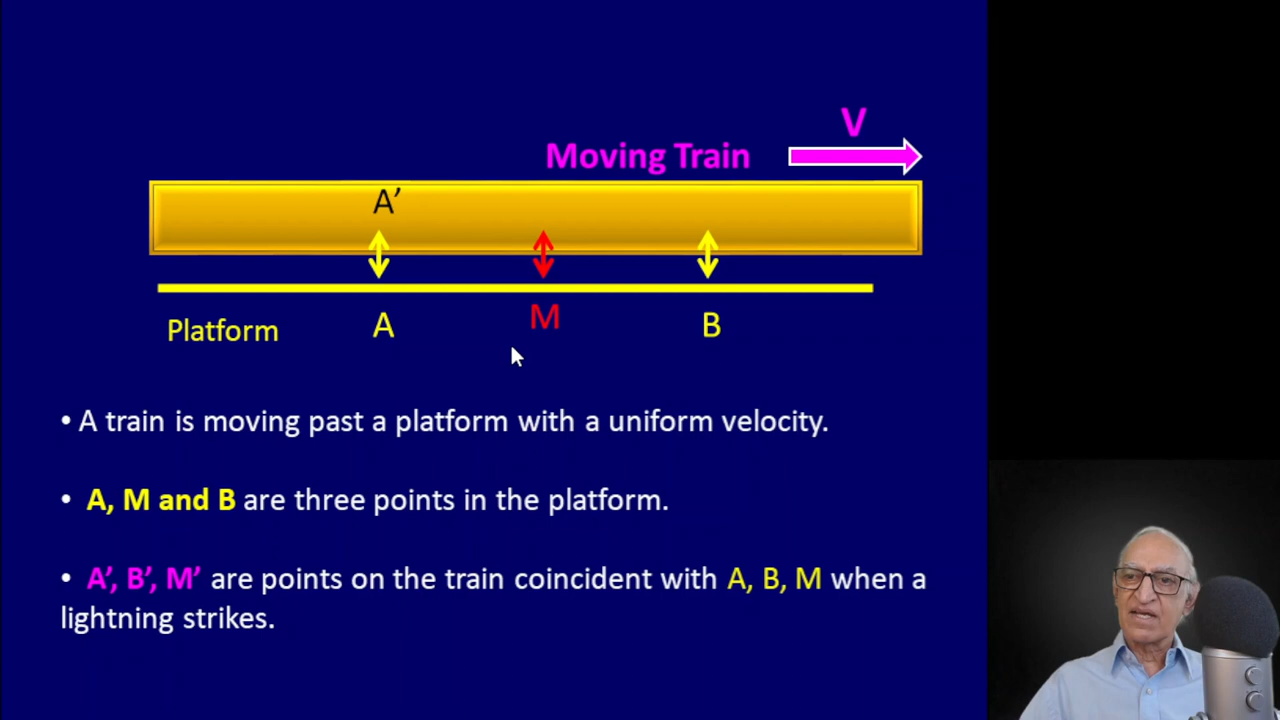 V
Moving Train
A’
Platform
A
M
B
• A train is moving past a platform with a uniform velocity.
• A, M and B are three points in the platform.
• A’, B’, M’ are points on the train coincident with A, B, M when a
lightning strikes.